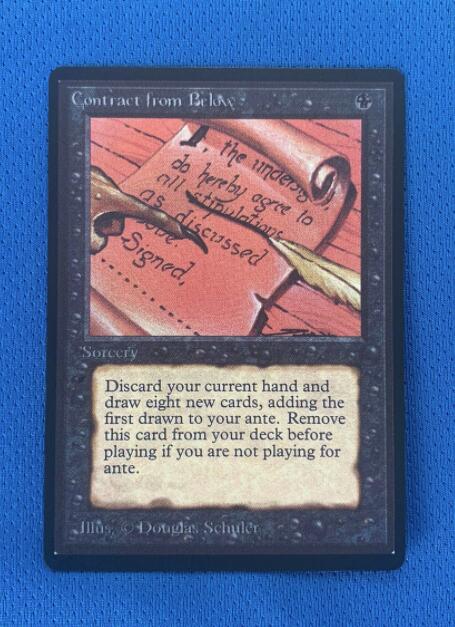 Contract from Below
I, the undersig
do hereby agree to
all stipulations
as discussed
Signed,
Sorcery
Discard your current hand and
draw eight new cards, adding the
first drawn to your ante. Remove
this card from your deck before
playing if you are not playing for
ante.
Illus. © Douglas Schuler